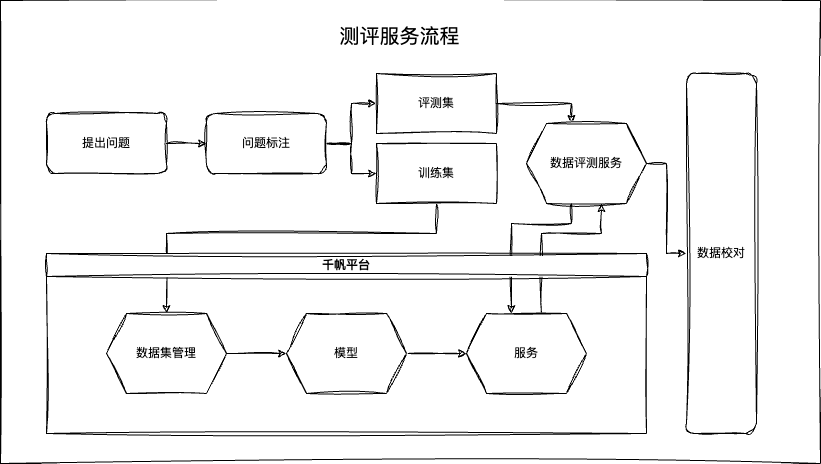 测评服务流程
提出问题
问题标注
评测集
训练集
数据评测服务
数据校对
千帆平台
数据集管理
模型
服务